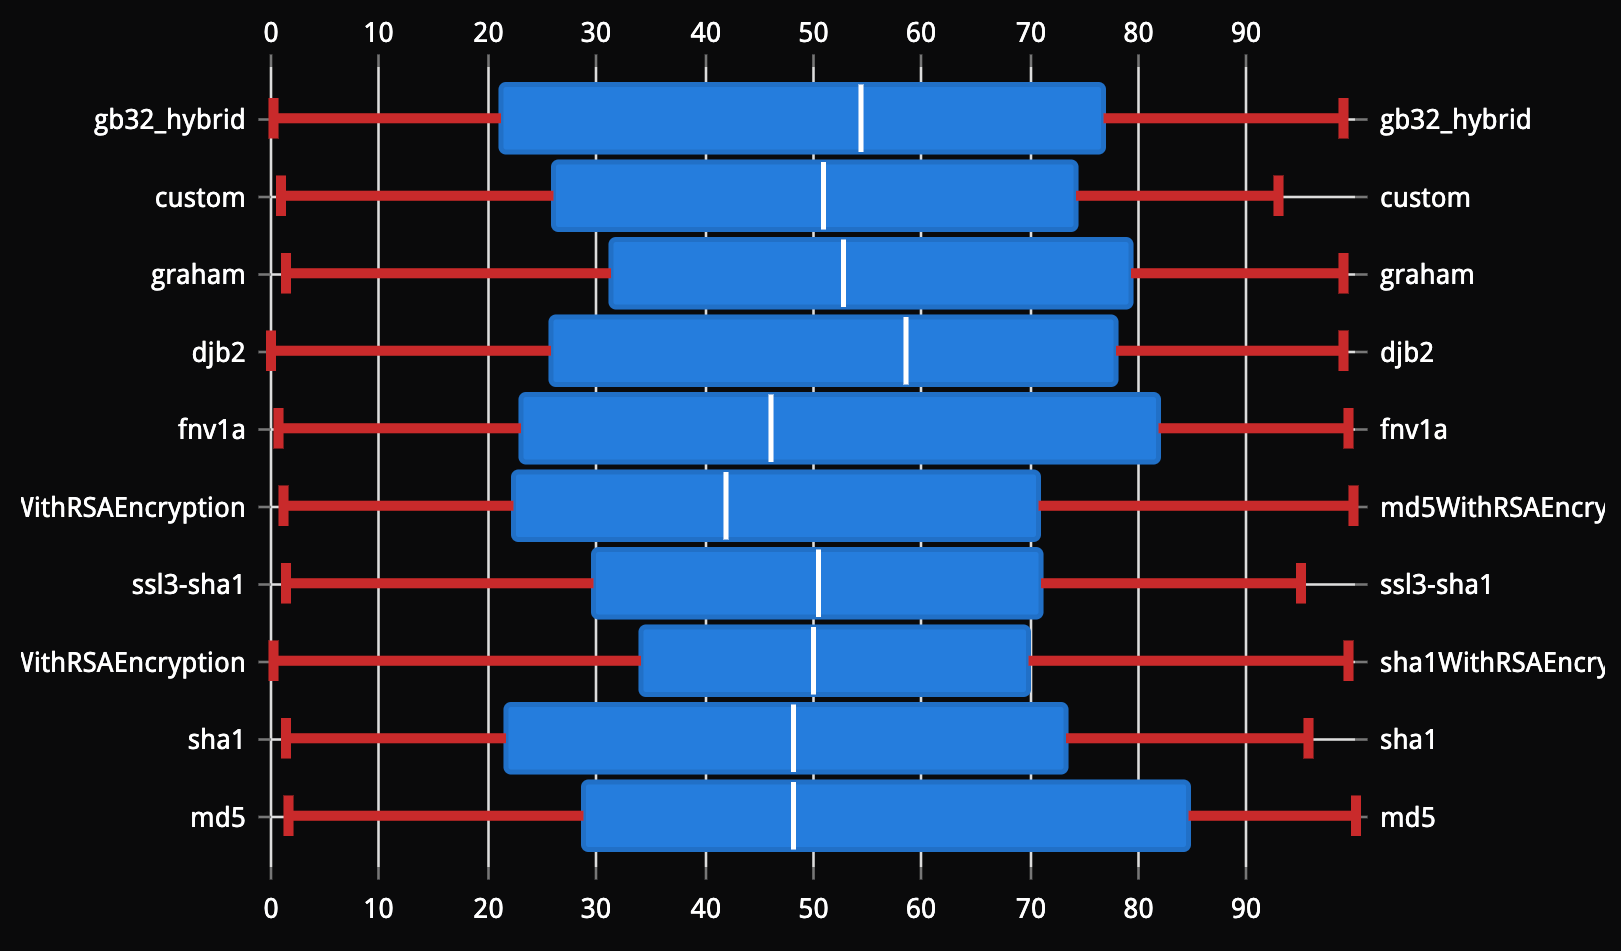 0 10 20 30 40 50 60 70 80 90
gb32_hybrid gb32_hybrid
custom custom
graham graham
djb2 djb2
fnv1a fnv1a
WithRSAEncryption md5WithRSAEncry
ssl3-sha1 ssl3-sha1
WithRSAEncryption sha1WithRSAEncry
sha1 sha1
md5 md5
0 10 20 30 40 50 60 70 80 90